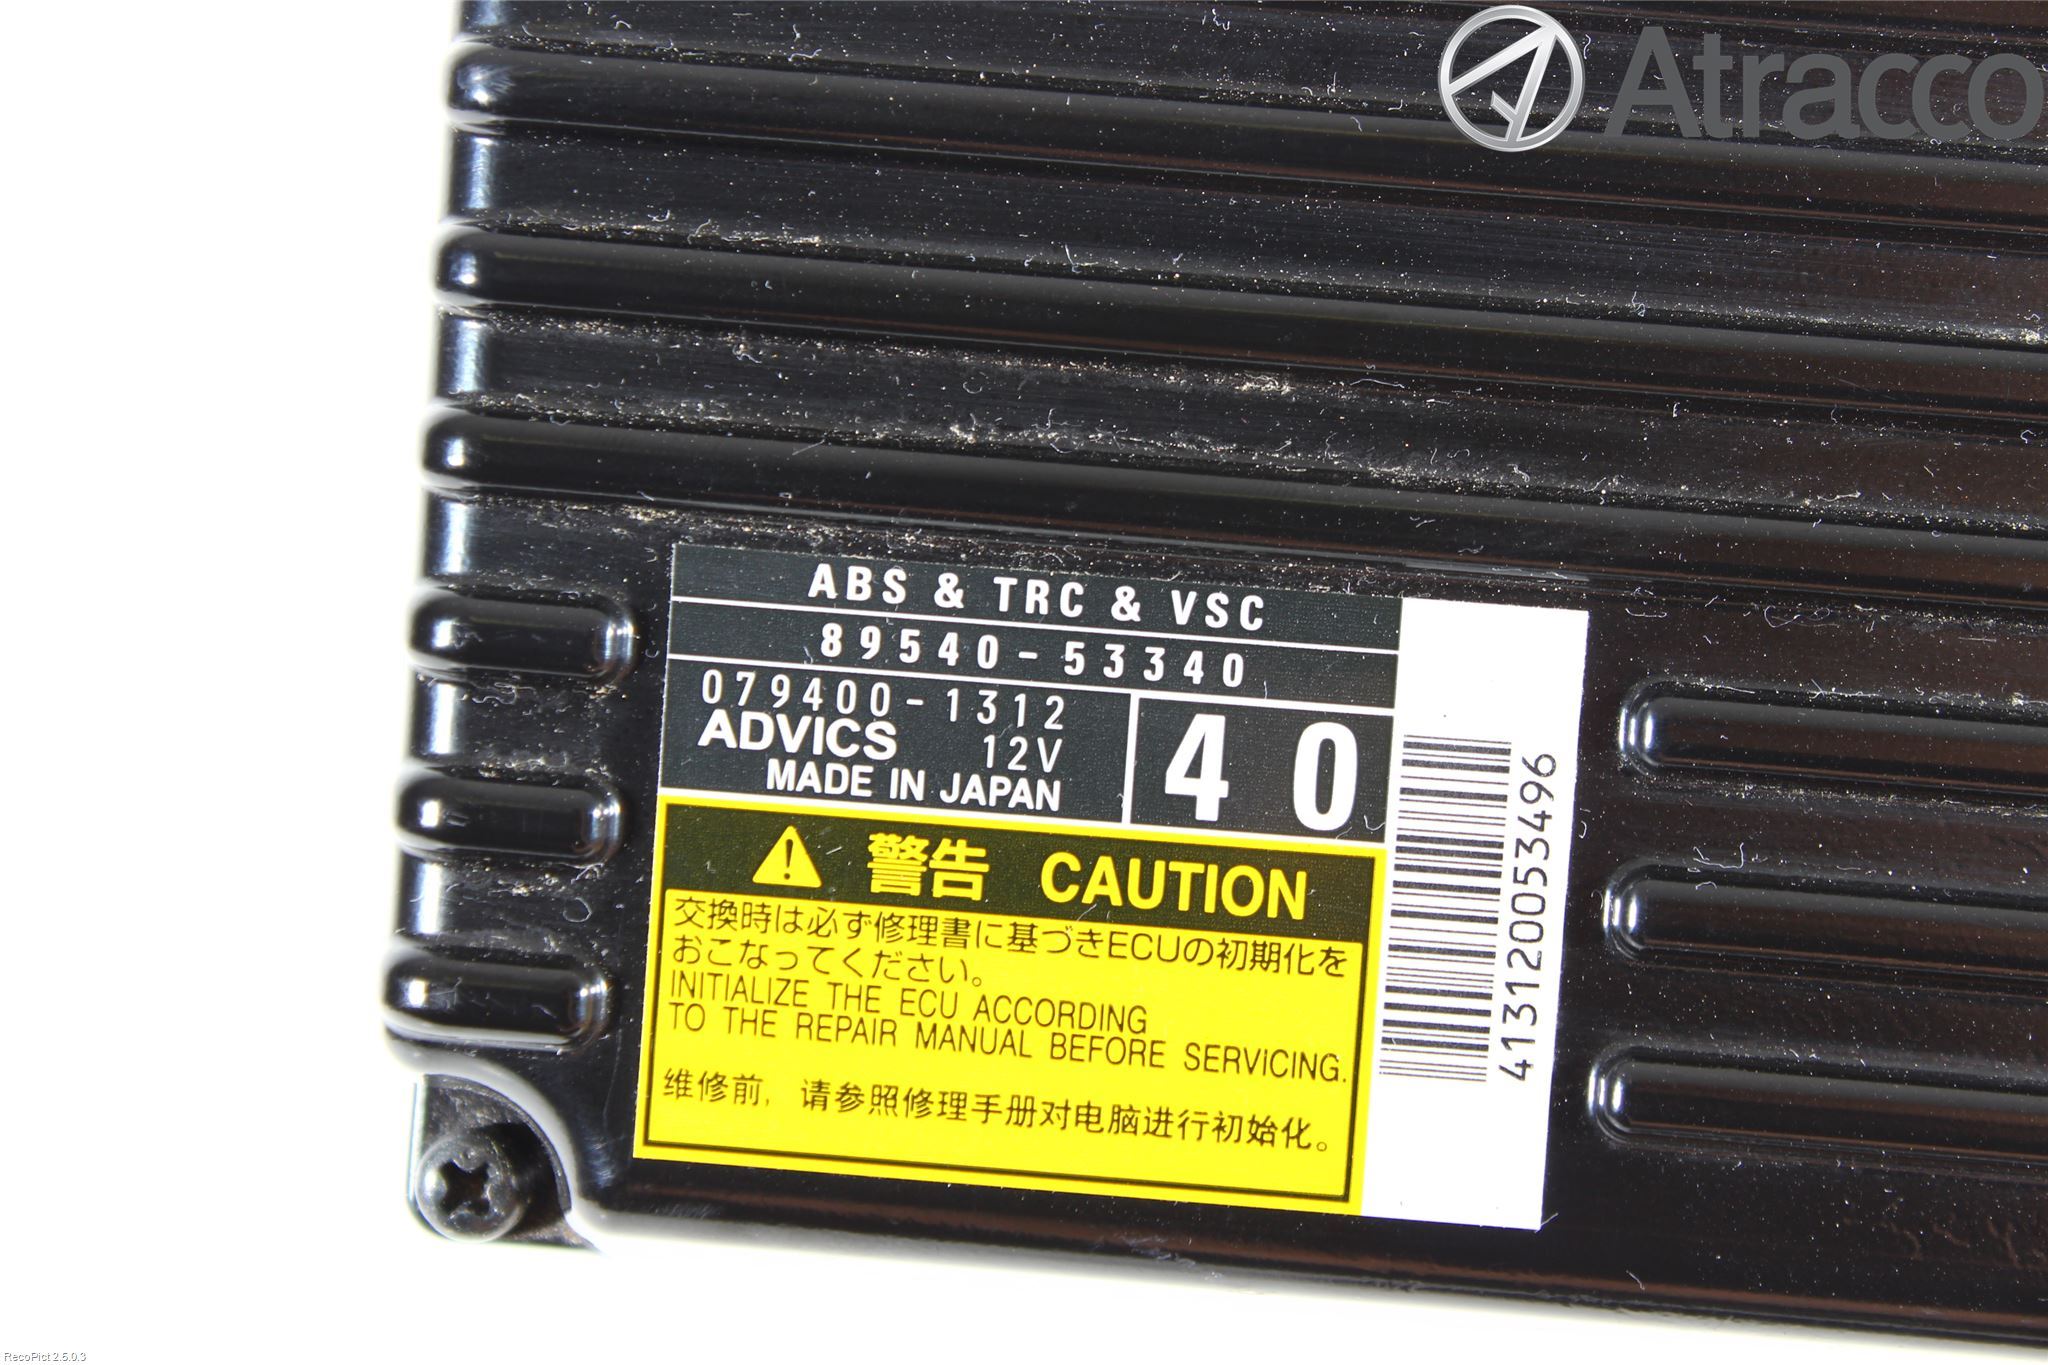 Atracco
ABS & TRC & VSC
89540-53340
079400-1312
ADVICS 12V
MADE IN JAPAN
40
警告 CAUTION
交換時は必ず修理書に基づきECUの初期化を
おこなってください。
INITIALIZE THE ECU ACCORDING
TO THE REPAIR MANUAL BEFORE SERVICING.
维修前，请参照修理手册对电脑进行初始化。
413120053496
RecoPict 2.5.0.3